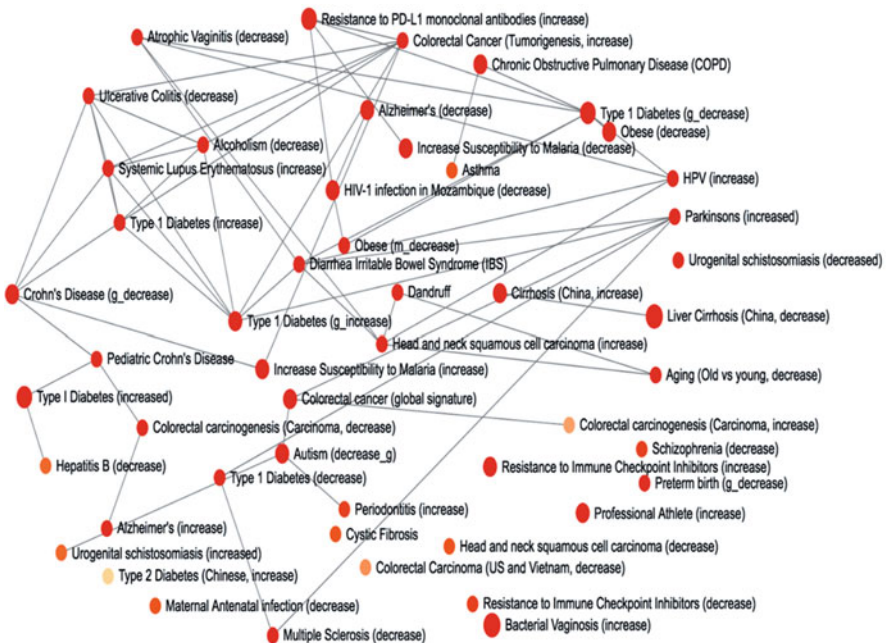 Resistance to PD-L1 monoclonal antibodies (increase)
Atrophic Vaginitis (decrease)
Colorectal Cancer (Tumorigenesis, increase)
Chronic Obstructive Pulmonary Disease (COPD)
Ulcerative Colitis (decrease)
Alzheimer's (decrease)
Type 1 Diabetes (g_decrease)
Obese (decrease)
Alcoholism (decrease)
Increase Susceptibility to Malaria (decrease)
Systemic Lupus Erythematosus (increase)
Asthma
HPV (increase)
HIV-1 infection in Mozambique (decrease)
Type 1 Diabetes (increase)
Parkinsons (increased)
Obese (m_decrease)
Diarrhea Irritable Bowel Syndrome (IBS)
Urogenital schistosomiasis (decreased)
Crohn's Disease (g_decrease)
Dandruff
Cirrhosis (China, increase)
Type 1 Diabetes (g_increase)
Liver Cirrhosis (China, decrease)
Head and neck squamous cell carcinoma (increase)
Pediatric Crohn's Disease
Increase Susceptibility to Malaria (increase)
Aging (Old vs young, decrease)
Type I Diabetes (increased)
Colorectal cancer (global signature)
Colorectal carcinogenesis (Carcinoma, decrease)
Colorectal carcinogenesis (Carcinoma, increase)
Schizophrenia (decrease)
Hepatitis B (decrease)
Autism (decrease_g)
Resistance to Immune Checkpoint Inhibitors (increase)
Type 1 Diabetes (decrease)
Preterm birth (g_decrease)
Periodontitis (increase)
Professional Athlete (increase)
Alzheimer's (increase)
Cystic Fibrosis
Urogenital schistosomiasis (increased)
Head and neck squamous cell carcinoma (decrease)
Type 2 Diabetes (Chinese, increase)
Colorectal Carcinoma (US and Vietnam, decrease)
Maternal Antenatal infection (decrease)
Resistance to Immune Checkpoint Inhibitors (decrease)
Multiple Sclerosis (decrease)
Bacterial Vaginosis (increase)